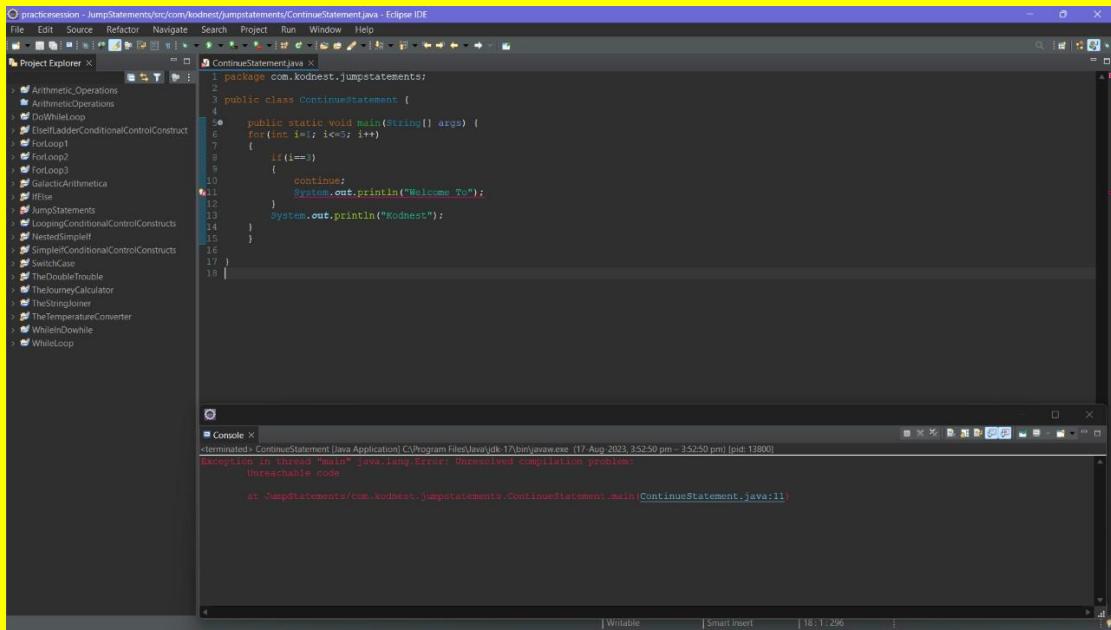 practicesession - JumpStatements/src/com/kodnest/jumpstatements/ContinueStatement.java - Eclipse IDE
File Edit Source Refactor Navigate Search Project Run Window Help
Project Explorer
Arithmetic_Operations
ArithmeticOperations
DoWhileLoop
ElseIfLadderConditionalControlConstruct
ForLoop1
ForLoop2
ForLoop3
GalacticArithmetica
IfElse
JumpStatements
LoopingConditionalControlConstructs
NestedSimpleIf
SimpleifConditionalControlConstructs
SwitchCase
TheDoubleTrouble
TheJourneyCalculator
TheStringJoiner
TheTemperatureConverter
WhileInDowhile
WhileLoop
ContinueStatement.java
1 package com.kodnest.jumpstatements;
2
3 public class ContinueStatement {
4
5 public static void main(String[] args) {
6 for(int i=1; i<=5; i++)
7 {
8 if(i==3)
9 {
10 continue;
11 System.out.println("Welcome To");
12 }
13 System.out.println("Kodnest");
14 }
15 }
16
17 }
18
Console
<terminated> ContinueStatement [Java Application] C:\Program Files\Java\jdk-17\bin\javaw.exe (17-Aug-2023, 3:52:50 pm – 3:52:50 pm) [pid: 13800]
Exception in thread "main" java.lang.Error: Unresolved compilation problem:
Unreachable code
at JumpStatements/com.kodnest.jumpstatements.ContinueStatement.main(ContinueStatement.java:11)
Writable Smart Insert 18 : 1 : 296